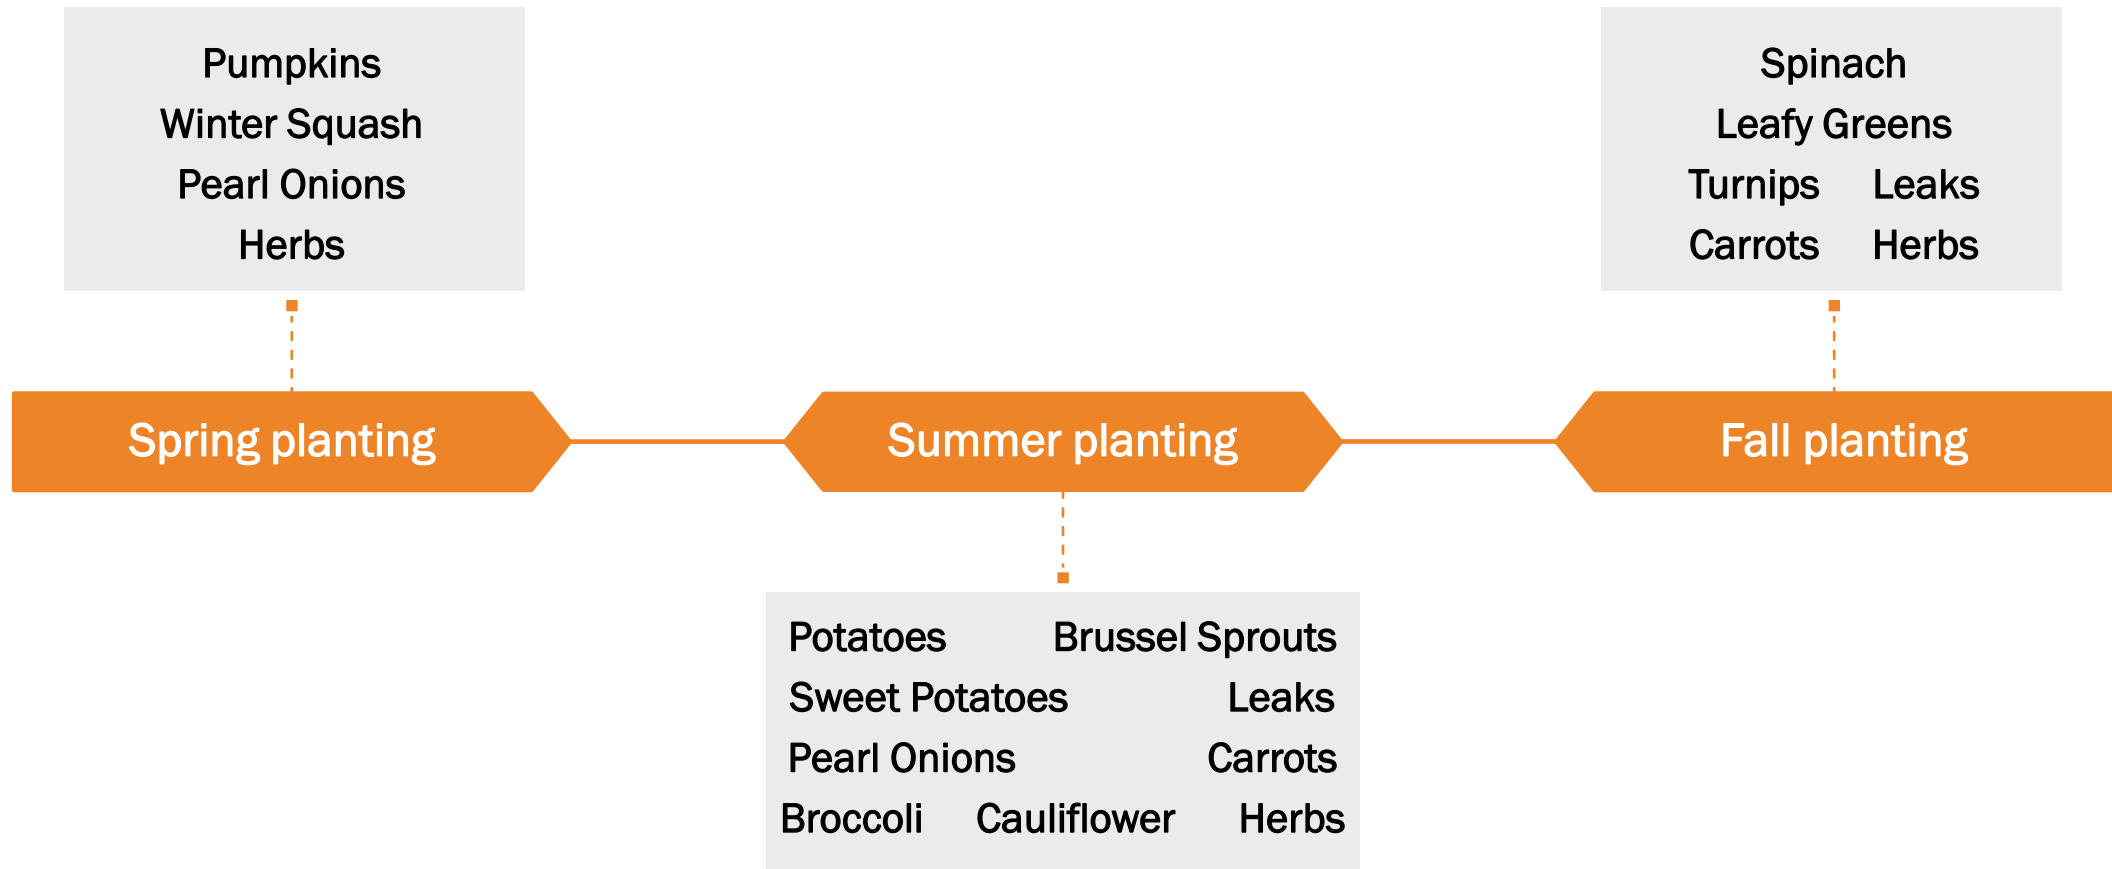 Pumpkins
Winter Squash
Pearl Onions
Herbs
Spinach
Leafy Greens
Turnips Leaks
Carrots Herbs
Spring planting
Summer planting
Fall planting
Potatoes Brussel Sprouts
Sweet Potatoes Leaks
Pearl Onions Carrots
Broccoli Cauliflower Herbs